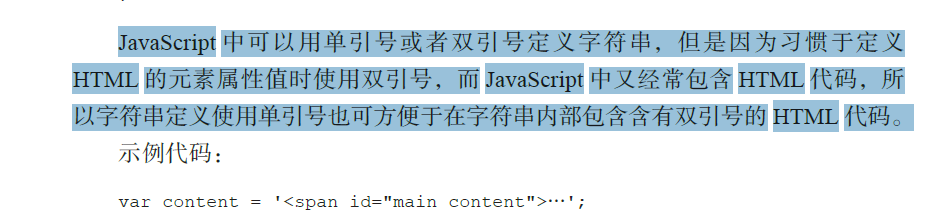 JavaScript 中可以用单引号或者双引号定义字符串，但是因为习惯于定义
HTML 的元素属性值时使用双引号，而 JavaScript 中又经常包含 HTML 代码，所
以字符串定义使用单引号也可方便于在字符串内部包含含有双引号的 HTML 代码。
示例代码：
var content = '<span id="main content">…';